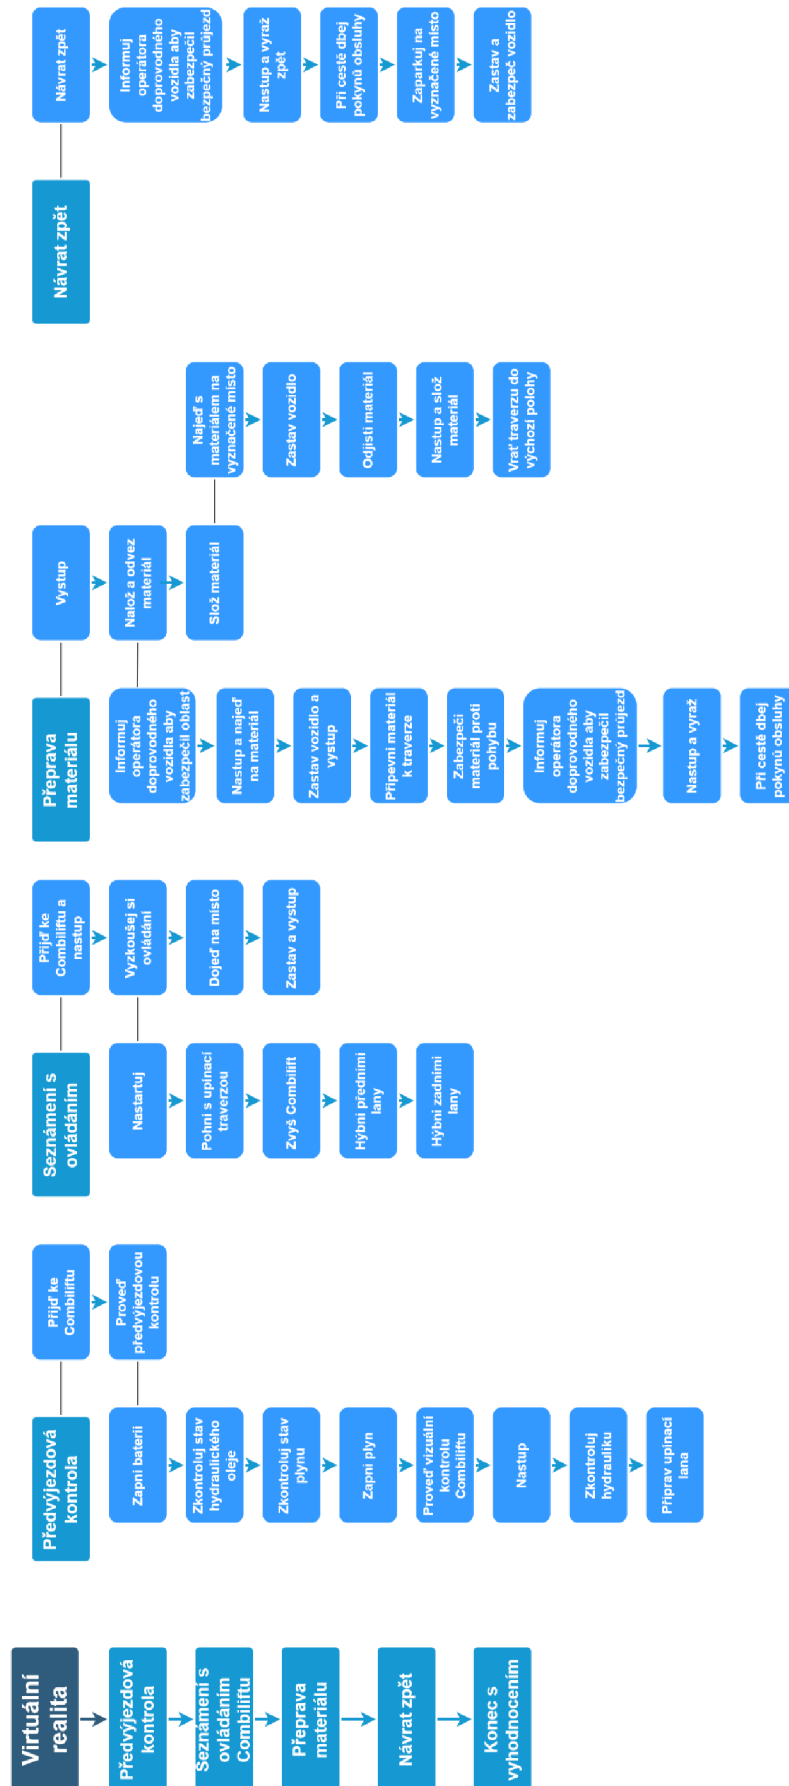 Virtuální
realita
Předvýjezdová
kontrola
Seznámení s
ovládáním
Combiliftu
Přeprava
materiálu
Návrat zpět
Konec s
vyhodnocením
Předvýjezdová
kontrola
Přijď ke
Combiliftu
Proveď
předvýjezdovou
kontrolu
Zapni baterii
Zkontroluj stav
hydraulického
oleje
Zkontroluj stav
plynu
Zapni plyn
Proveď vizuální
kontrolu
Combiliftu
Nastup
Zkontroluj
hydrauliku
Připrav upínací
lana
Seznámení s
ovládáním
Přijď ke
Combiliftu a
nastup
Vyzkoušej si
ovládání
Dojeď na místo
Zastav a vystup
Nastartuj
Pohni s upínací
traverzou
Zvyš Combilift
Hýbni předními
lany
Hýbni zadními
lany
Přeprava
materiálu
Vystup
Nalož a odvez
materiál
Slož materiál
Informuj
operátora
doprovodného
vozidla aby
zabezpečil oblast
Nastup a najeď
na materiál
Zastav vozidlo a
vystup
Připevni materiál
k traverze
Zabezpeči
materiál proti
pohybu
Informuj
operátora
doprovodného
vozidla aby
zabezpečil
bezpečný průjezd
Nastup a vyraž
Při cestě dbej
pokynů obsluhy
Najeď s
materiálem na
vyznačené místo
Zastav vozidlo
Odjisti materiál
Nastup a slož
materiál
Vrať traverzu do
výchozí polohy
Návrat zpět
Návrat zpět
Informuj
operátora
doprovodného
vozidla aby
zabezpečil
bezpečný průjezd
Nastup a vyraž
zpět
Při cestě dbej
pokynů obsluhy
Zaparkuj na
vyznačené místo
Zastav a
zabezpeč vozidlo